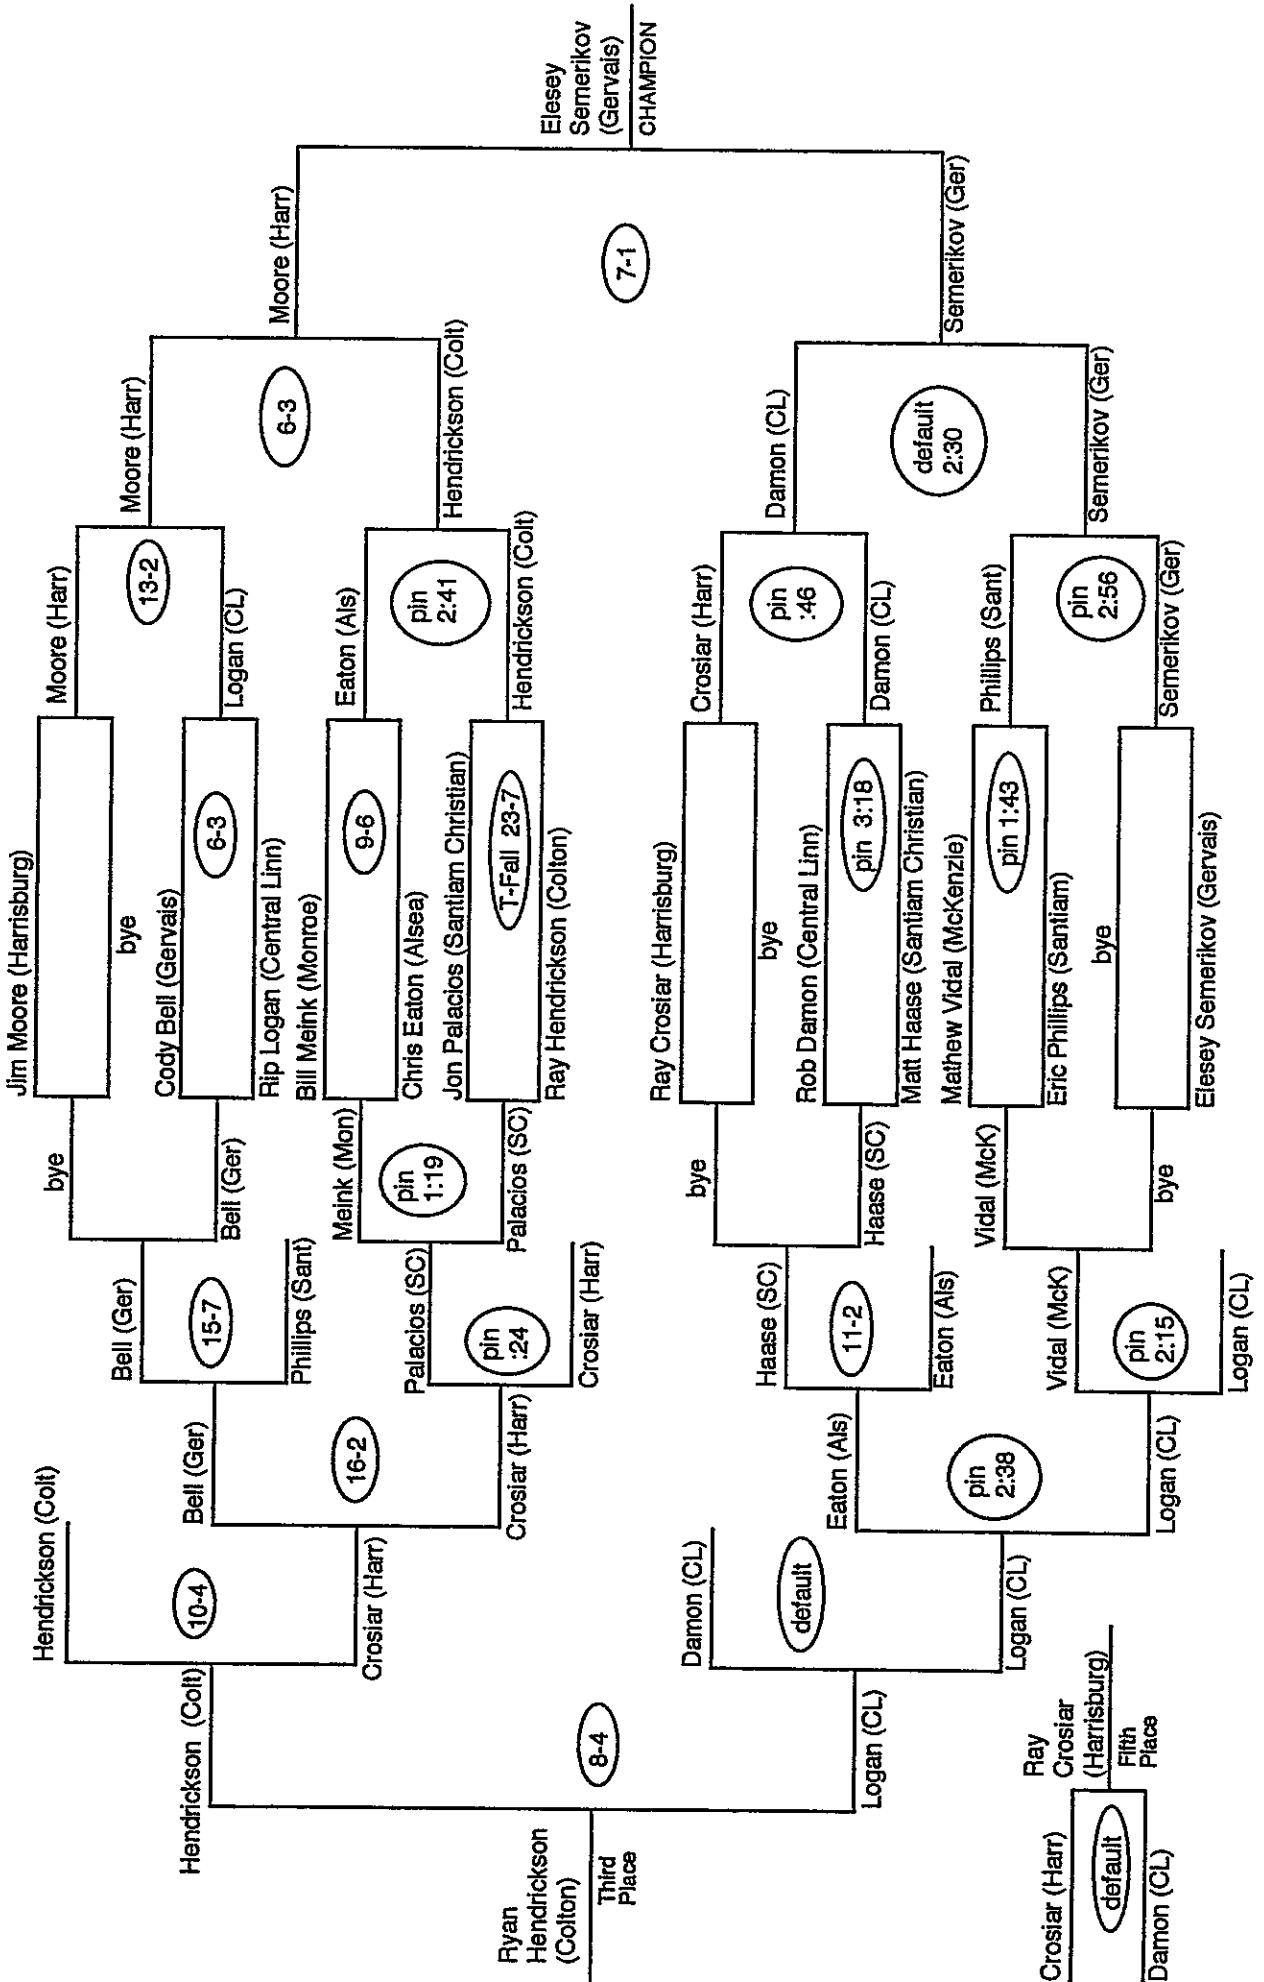 Jim Moore (Harrisburg)
bye
Cody Bell (Gervais)
6-3
Rip Logan (Central Linn)
Bill Meink (Monroe)
9-6
Chris Eaton (Alsea)
Jon Palacios (Santiam Christian)
T-Fall 23-7
Ray Hendrickson (Colton)
Ray Crosiar (Harrisburg)
bye
Rob Damon (Central Linn)
pin 3:18
Matt Haase (Santiam Christian)
Mathew Vidal (McKenzie)
pin 1:43
Eric Phillips (Santiam)
bye
Elesey Semerikov (Gervais)
Moore (Harr)
13-2
Logan (CL)
Eaton (Als)
pin
2:41
Hendrickson (Colt)
Crosiar (Harr)
pin
:46
Damon (CL)
Phillips (Sant)
pin
2:56
Semerikov (Ger)
Moore (Harr)
6-3
Hendrickson (Colt)
Damon (CL)
default
2:30
Semerikov (Ger)
Moore (Harr)
7-1
Semerikov (Ger)
Elesey
Semerikov
(Gervais)
CHAMPION
bye
Bell (Ger)
Meink (Mon)
pin
1:19
Palacios (SC)
bye
Haase (SC)
Vidal (McK)
bye
Bell (Ger)
15-7
Phillips (Sant)
Palacios (SC)
pin
:24
Crosiar (Harr)
Haase (SC)
11-2
Eaton (Als)
Vidal (McK)
pin
2:15
Logan (CL)
Bell (Ger)
16-2
Crosiar (Harr)
Eaton (Als)
pin
2:38
Logan (CL)
Hendrickson (Colt)
10-4
Crosiar (Harr)
Damon (CL)
default
Logan (CL)
Hendrickson (Colt)
8-4
Logan (CL)
Ryan
Hendrickson
(Colton)
Third
Place
Crosiar (Harr)
default
Damon (CL)
Ray
Crosiar
(Harrisburg)
Fifth
Place